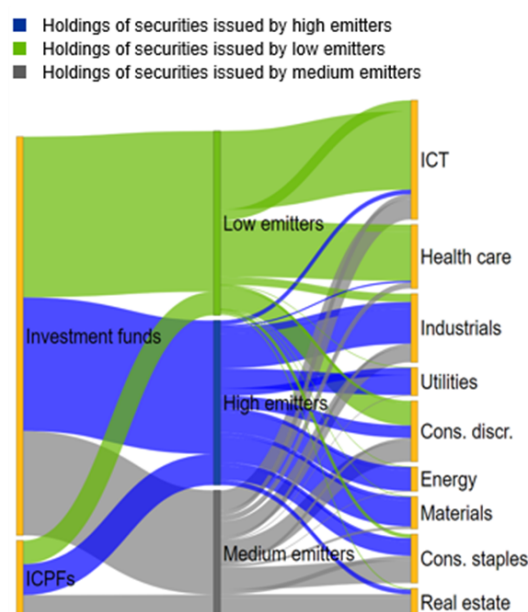 Holdings of securities issued by high emitters
Holdings of securities issued by low emitters
Holdings of securities issued by medium emitters
ICT
Low emitters
Health care
Investment funds
Industrials
Utilities
High emitters
Cons. discr.
Energy
Materials
Medium emitters
Cons. staples
ICPFs
Real estate